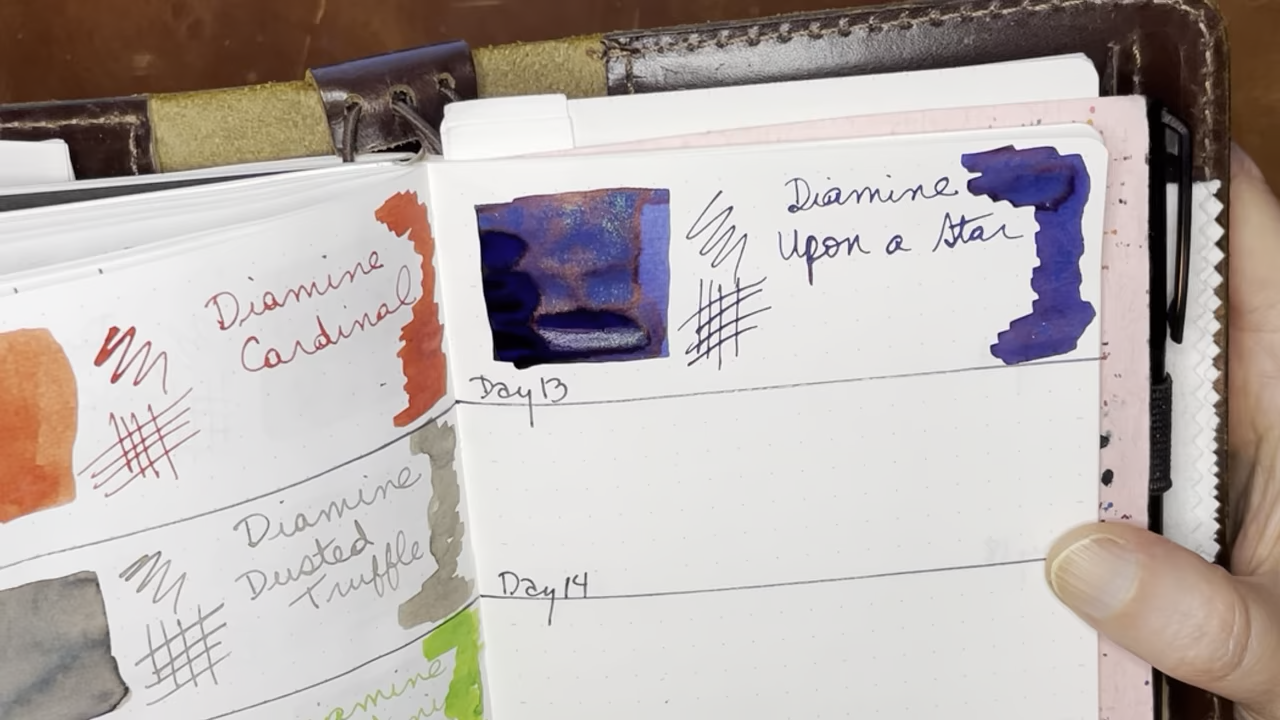 Diamine
Cardinal
Diamine
Dusted
Truffle
Diamine
Upon a Star
Day 13
Day 14